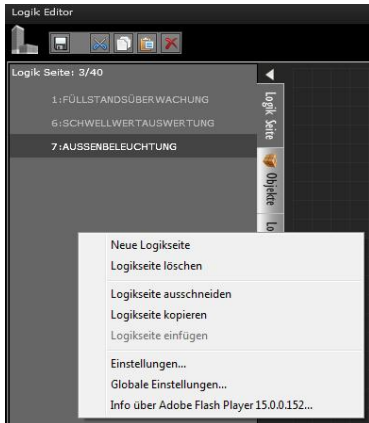 Logik Editor
Logik Seite: 3/40
1:FÜLLSTANDSÜBERWACHUNG
6:SCHWELLWERTAUSWERTUNG
7:AUSSENBELEUCHTUNG
Logik Seite
Objekte
Lo
Neue Logikseite
Logikseite löschen
Logikseite ausschneiden
Logikseite kopieren
Logikseite einfügen
Einstellungen...
Globale Einstellungen...
Info über Adobe Flash Player 15.0.0.152...